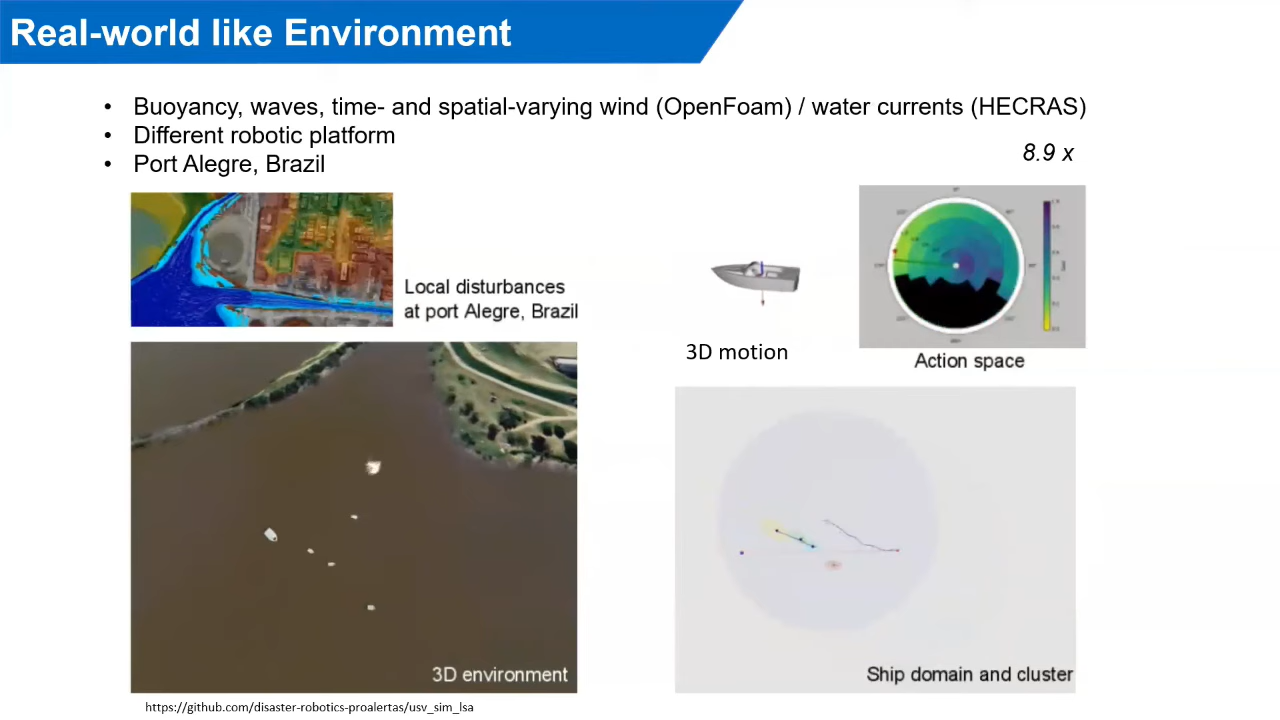 Real-world like Environment
• Buoyancy, waves, time- and spatial-varying wind (OpenFoam) / water currents (HECRAS)
• Different robotic platform
• Port Alegre, Brazil
8.9 x
Local disturbances
at port Alegre, Brazil
3D motion
Action space
3D environment
Ship domain and cluster
https://github.com/disaster-robotics-proalertas/usv_sim_lsa